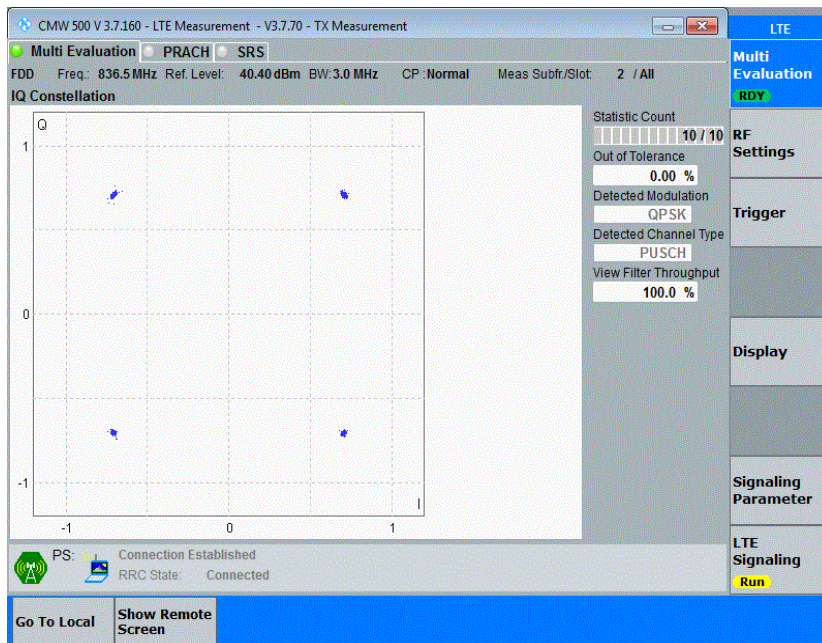 CMW 500 V 3.7.160 - LTE Measurement - V3.7.70 - TX Measurement
LTE
Multi Evaluation PRACH SRS
FDD Freq.: 836.5 MHz Ref. Level: 40.40 dBm BW: 3.0 MHz CP : Normal Meas Subfr./Slot: 2 / All
IQ Constellation
Q
1
0
-1
I
-1 0 1
Statistic Count
10 / 10
Out of Tolerance
0.00 %
Detected Modulation
QPSK
Detected Channel Type
PUSCH
View Filter Throughput
100.0 %
Multi
Evaluation
RDY
RF
Settings
Trigger
Display
Signaling
Parameter
LTE
Signaling
Run
PS: Connection Established
RRC State: Connected
Go To Local
Show Remote
Screen